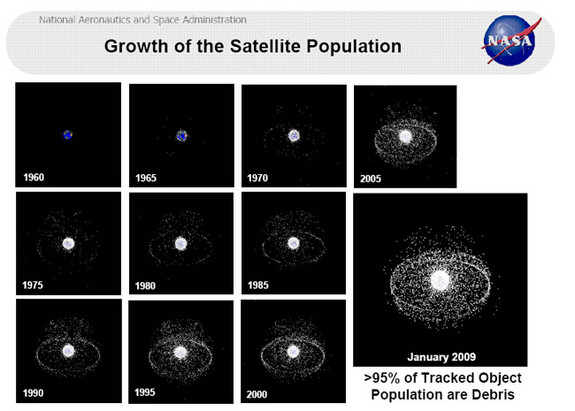 National Aeronautics and Space Administration
Growth of the Satellite Population
NASA
1960
1965
1970
2005
1975
1980
1985
1990
1995
2000
January 2009
>95% of Tracked Object
Population are Debris